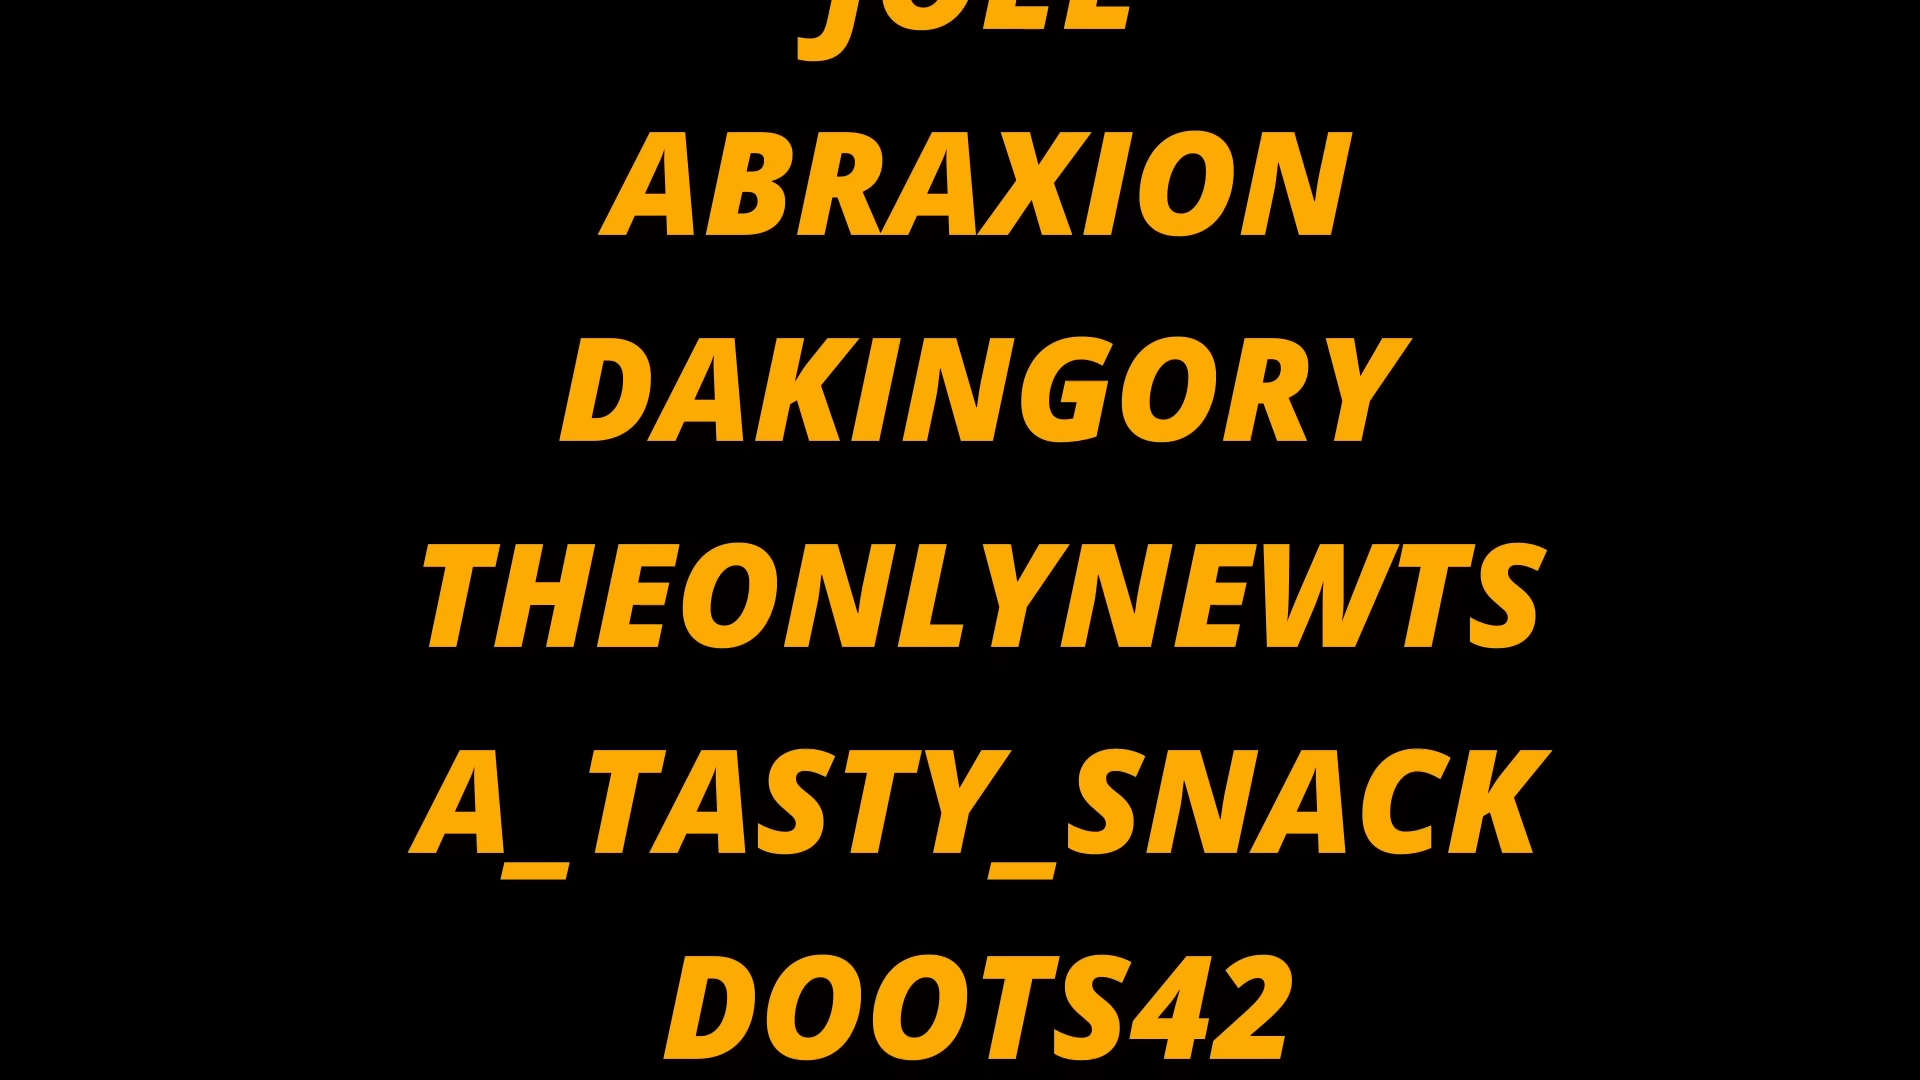 ABRAXION
DAKINGORY
THEONLYNEWTS
A_TASTY_SNACK
DOOTS42